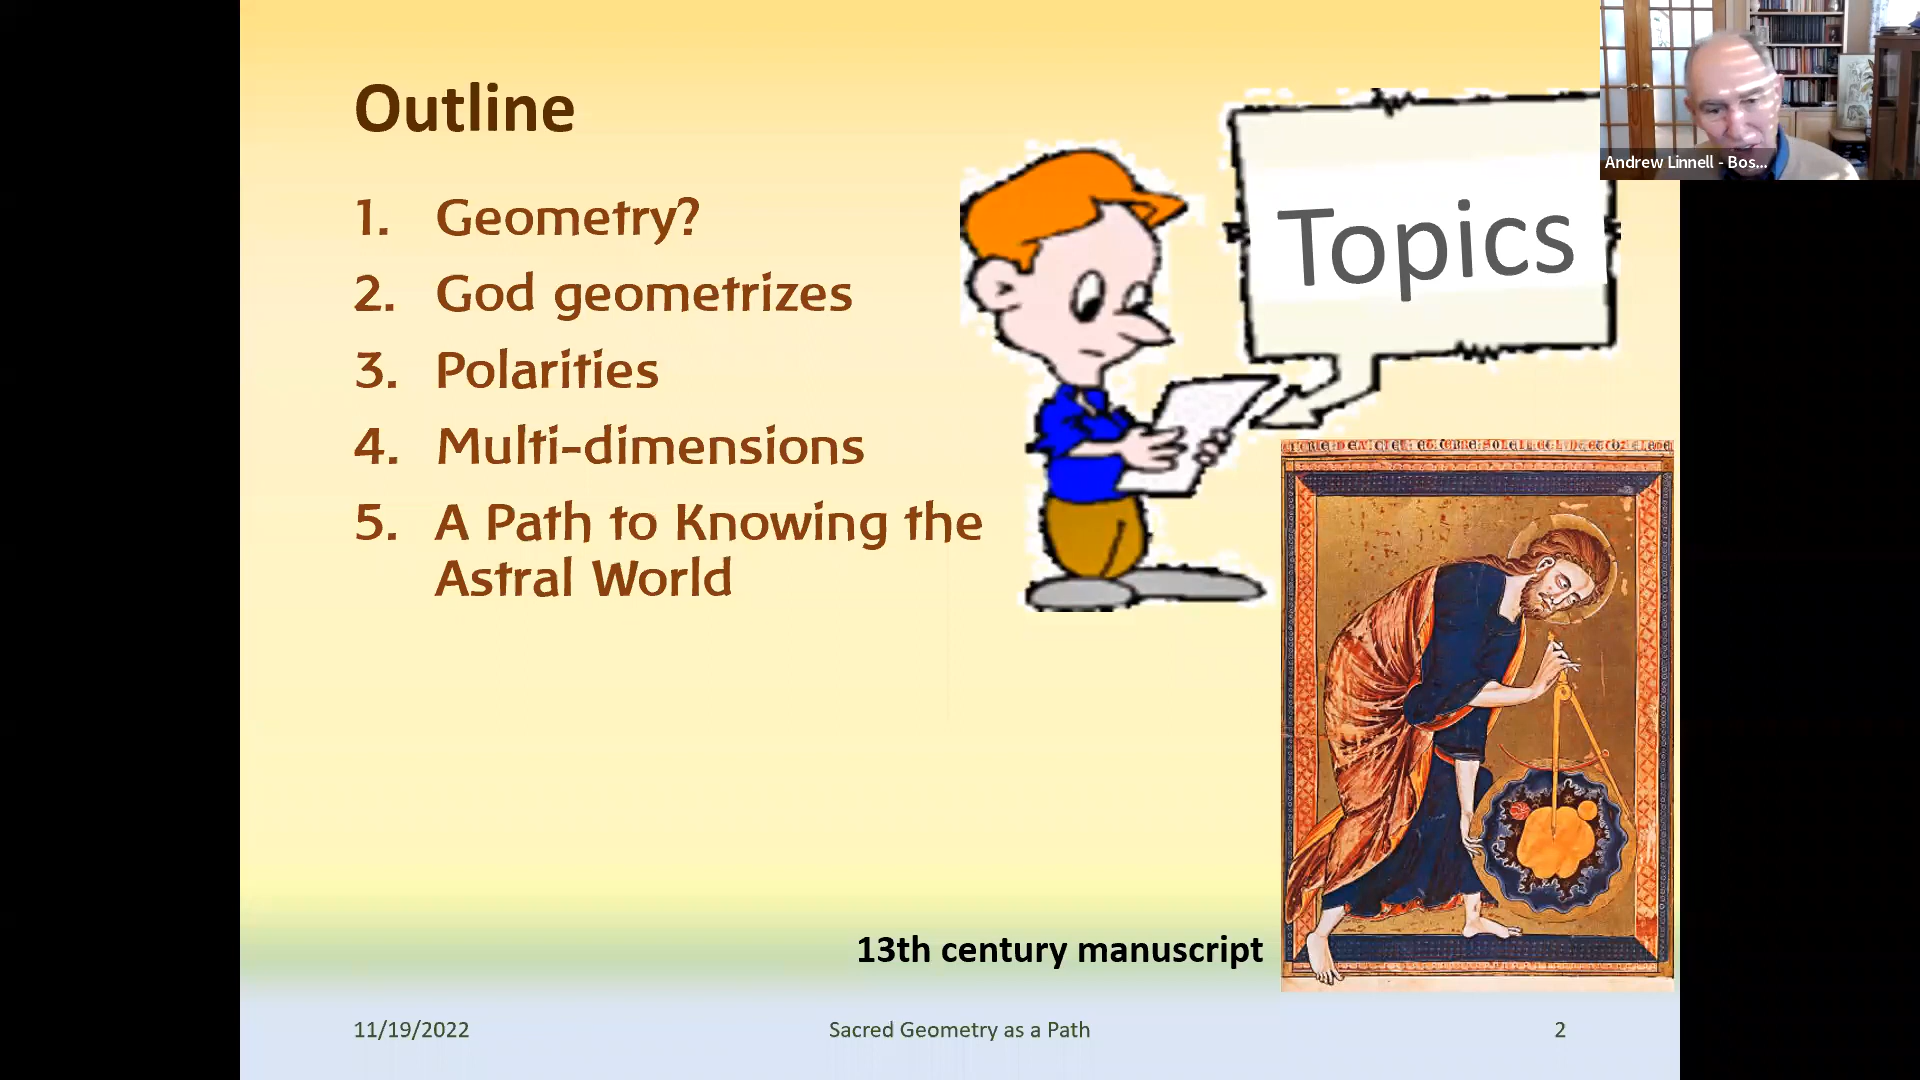 Outline
1. Geometry?
2. God geometrizes
3. Polarities
4. Multi-dimensions
5. A Path to Knowing the
Astral World
Topics
Andrew Linnell - Bos...
13th century manuscript
11/19/2022
Sacred Geometry as a Path
2